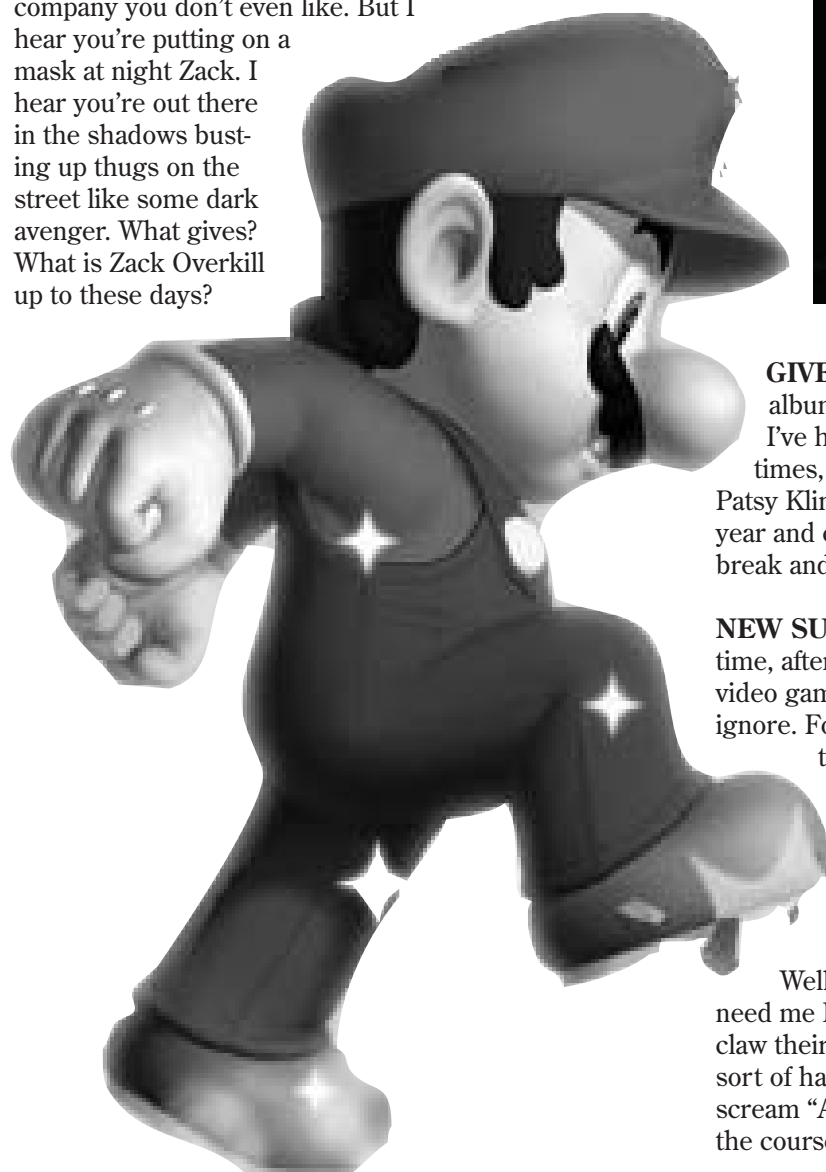 company you don’t even like. But I
hear you’re putting on a
mask at night Zack. I
hear you’re out there
in the shadows bust-
ing up thugs on the
street like some dark
avenger. What gives?
What is Zack Overkill
up to these days?
GIVE
album
I’ve h
times,
Patsy Klin
year and
break and
NEW SU
time, after
video gam
ignore. Fo
t
Well
need me
claw their
sort of ha
scream “A
the course